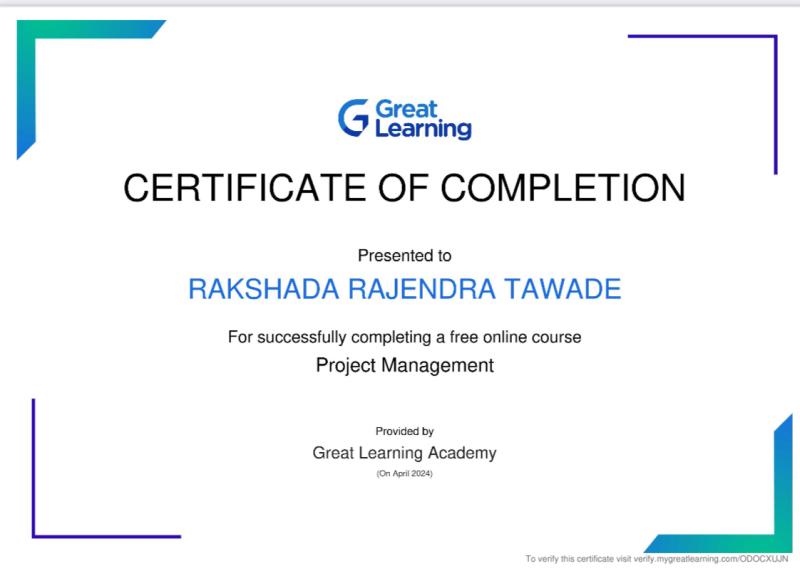 Great
Learning
CERTIFICATE OF COMPLETION
Presented to
RAKSHADA RAJENDRA TAWADE
For successfully completing a free online course
Project Management
Provided by
Great Learning Academy
(On April 2024)
To verify this certificate visit verify.mygreatlearning.com/ODOCXUJN